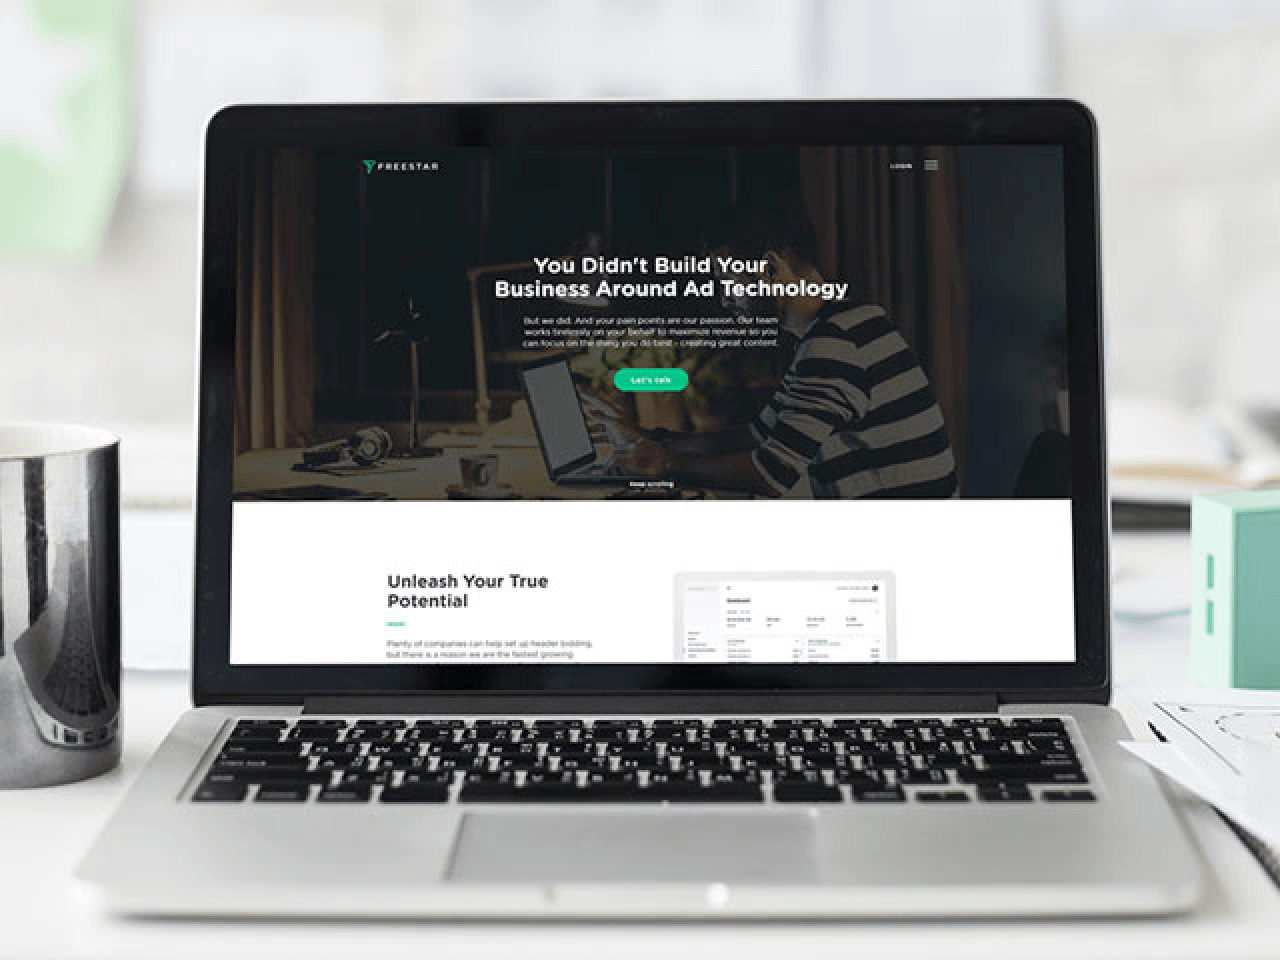 FREESTAR
LOGIN
You Didn't Build Your
Business Around Ad Technology
But we did. And your pain points are our passion. Our team
works tirelessly on your behalf to maximize revenue so you
can focus on the thing you do best - creating great content.
Let's talk
Keep scrolling
Unleash Your True
Potential
Plenty of companies can help set up header bidding,
but there is a reason we are the fastest growing